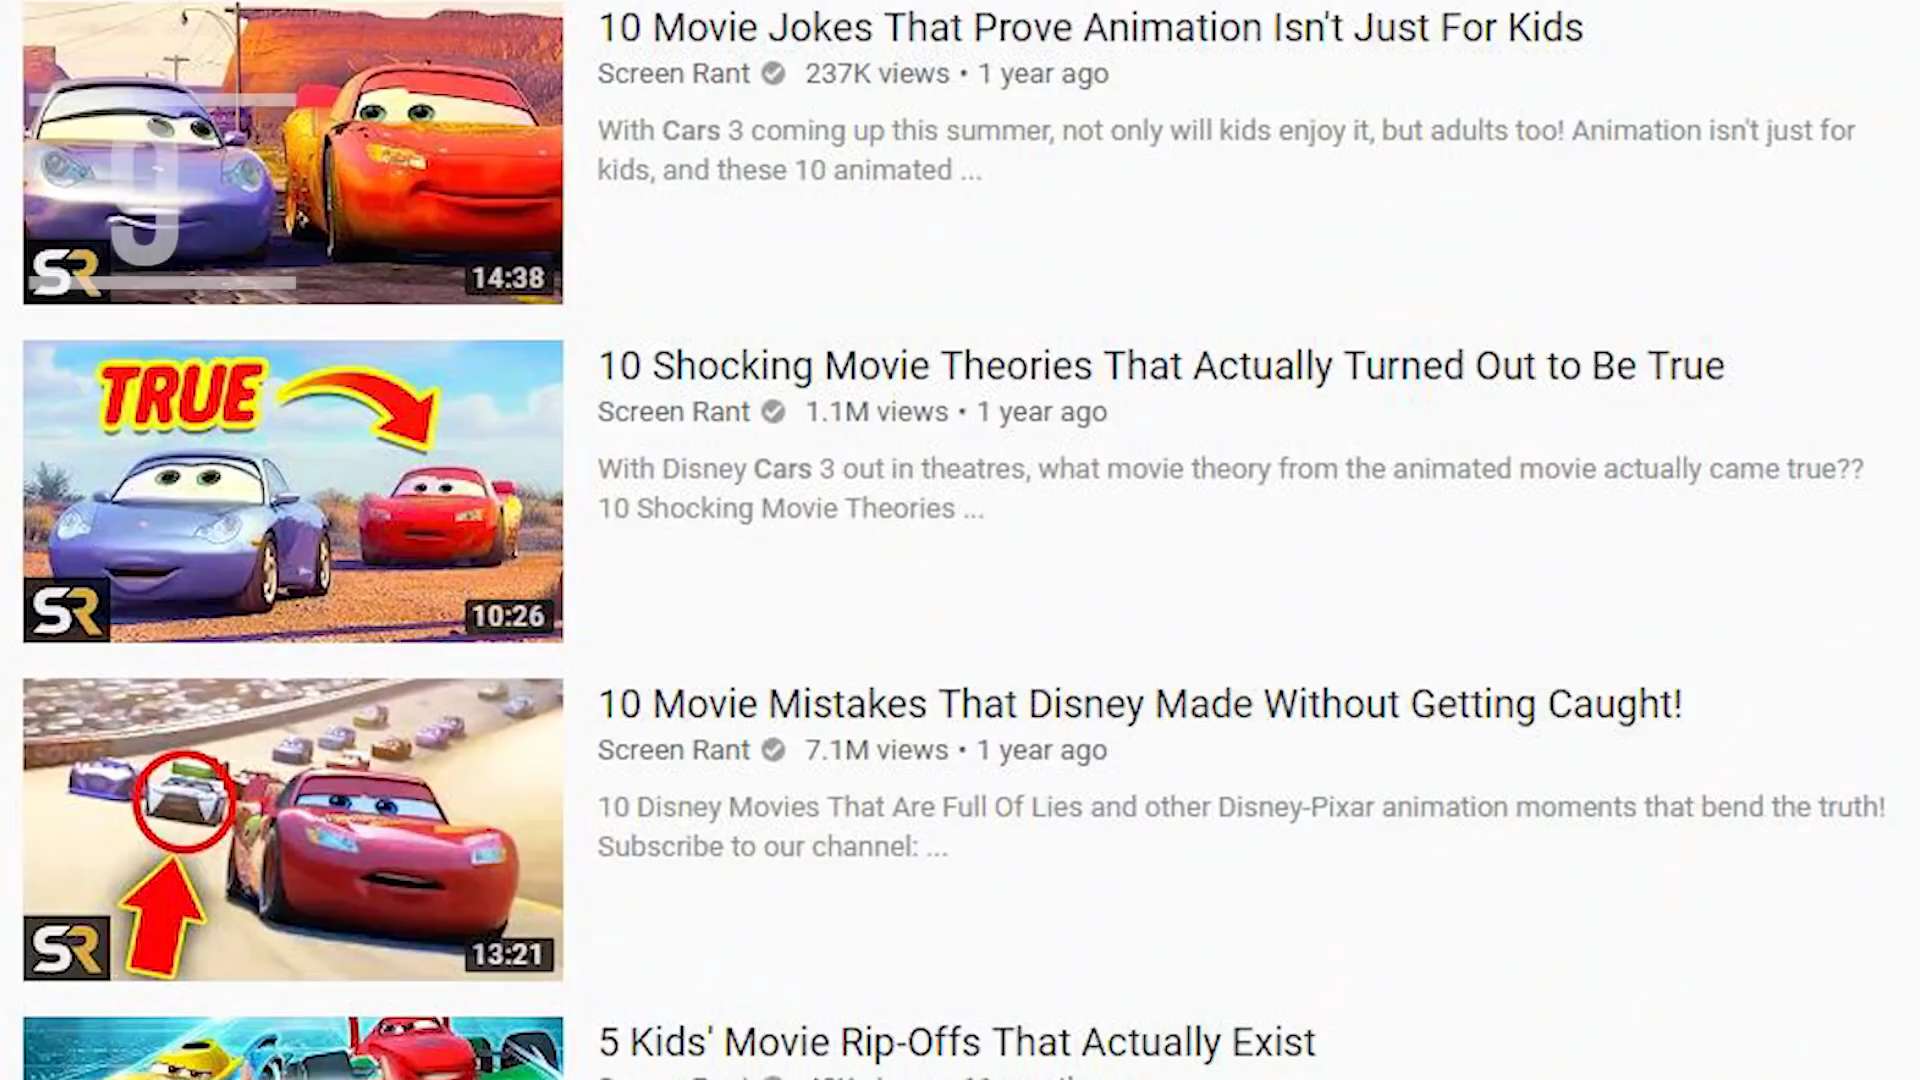 10 Movie Jokes That Prove Animation Isn't Just For Kids
Screen Rant 237K views • 1 year ago
With Cars 3 coming up this summer, not only will kids enjoy it, but adults too! Animation isn't just for
kids, and these 10 animated ...
9
SR
14:38
TRUE
10 Shocking Movie Theories That Actually Turned Out to Be True
Screen Rant 1.1M views • 1 year ago
With Disney Cars 3 out in theatres, what movie theory from the animated movie actually came true??
10 Shocking Movie Theories ...
SR
10:26
10 Movie Mistakes That Disney Made Without Getting Caught!
Screen Rant 7.1M views • 1 year ago
10 Disney Movies That Are Full Of Lies and other Disney-Pixar animation moments that bend the truth!
Subscribe to our channel: ...
SR
13:21
5 Kids' Movie Rip-Offs That Actually Exist